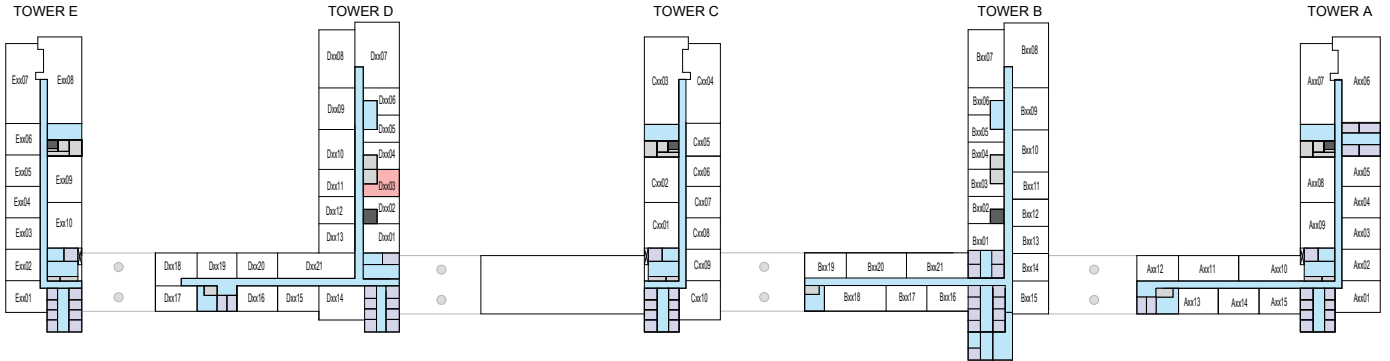 TOWER E
TOWER D
TOWER C
TOWER B
TOWER A
Exx07
Exx08
Exx06
Exx05
Exx09
Exx04
Exx03
Exx10
Exx02
Exx01
Dxx08
Dxx07
Dxx09
Dxx06
Dxx05
Dxx10
Dxx04
Dxx11
Dxx03
Dxx12
Dxx02
Dxx13
Dxx01
Dxx18
Dxx19
Dxx20
Dxx21
Dxx17
Dxx16
Dxx15
Dxx14
Cxx03
Cxx04
Cxx05
Cxx02
Cxx06
Cxx07
Cxx01
Cxx08
Cxx09
Cxx10
Bxx07
Bxx08
Bxx06
Bxx09
Bxx05
Bxx04
Bxx10
Bxx03
Bxx11
Bxx02
Bxx12
Bxx01
Bxx13
Bxx19
Bxx20
Bxx21
Bxx14
Bxx18
Bxx17
Bxx16
Bxx15
Axx07
Axx06
Axx08
Axx05
Axx04
Axx09
Axx03
Axx12
Axx11
Axx10
Axx02
Axx13
Axx14
Axx15
Axx01